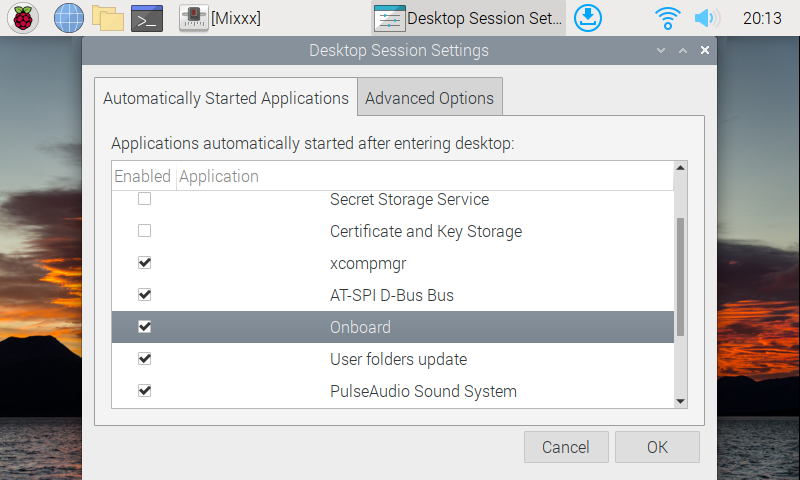 [Mixxx]
Desktop Session Set...
20:13
Desktop Session Settings
Automatically Started Applications
Advanced Options
Applications automatically started after entering desktop:
Enabled Application
Secret Storage Service
Certificate and Key Storage
xcompmgr
AT-SPI D-Bus Bus
Onboard
User folders update
PulseAudio Sound System
Cancel
OK